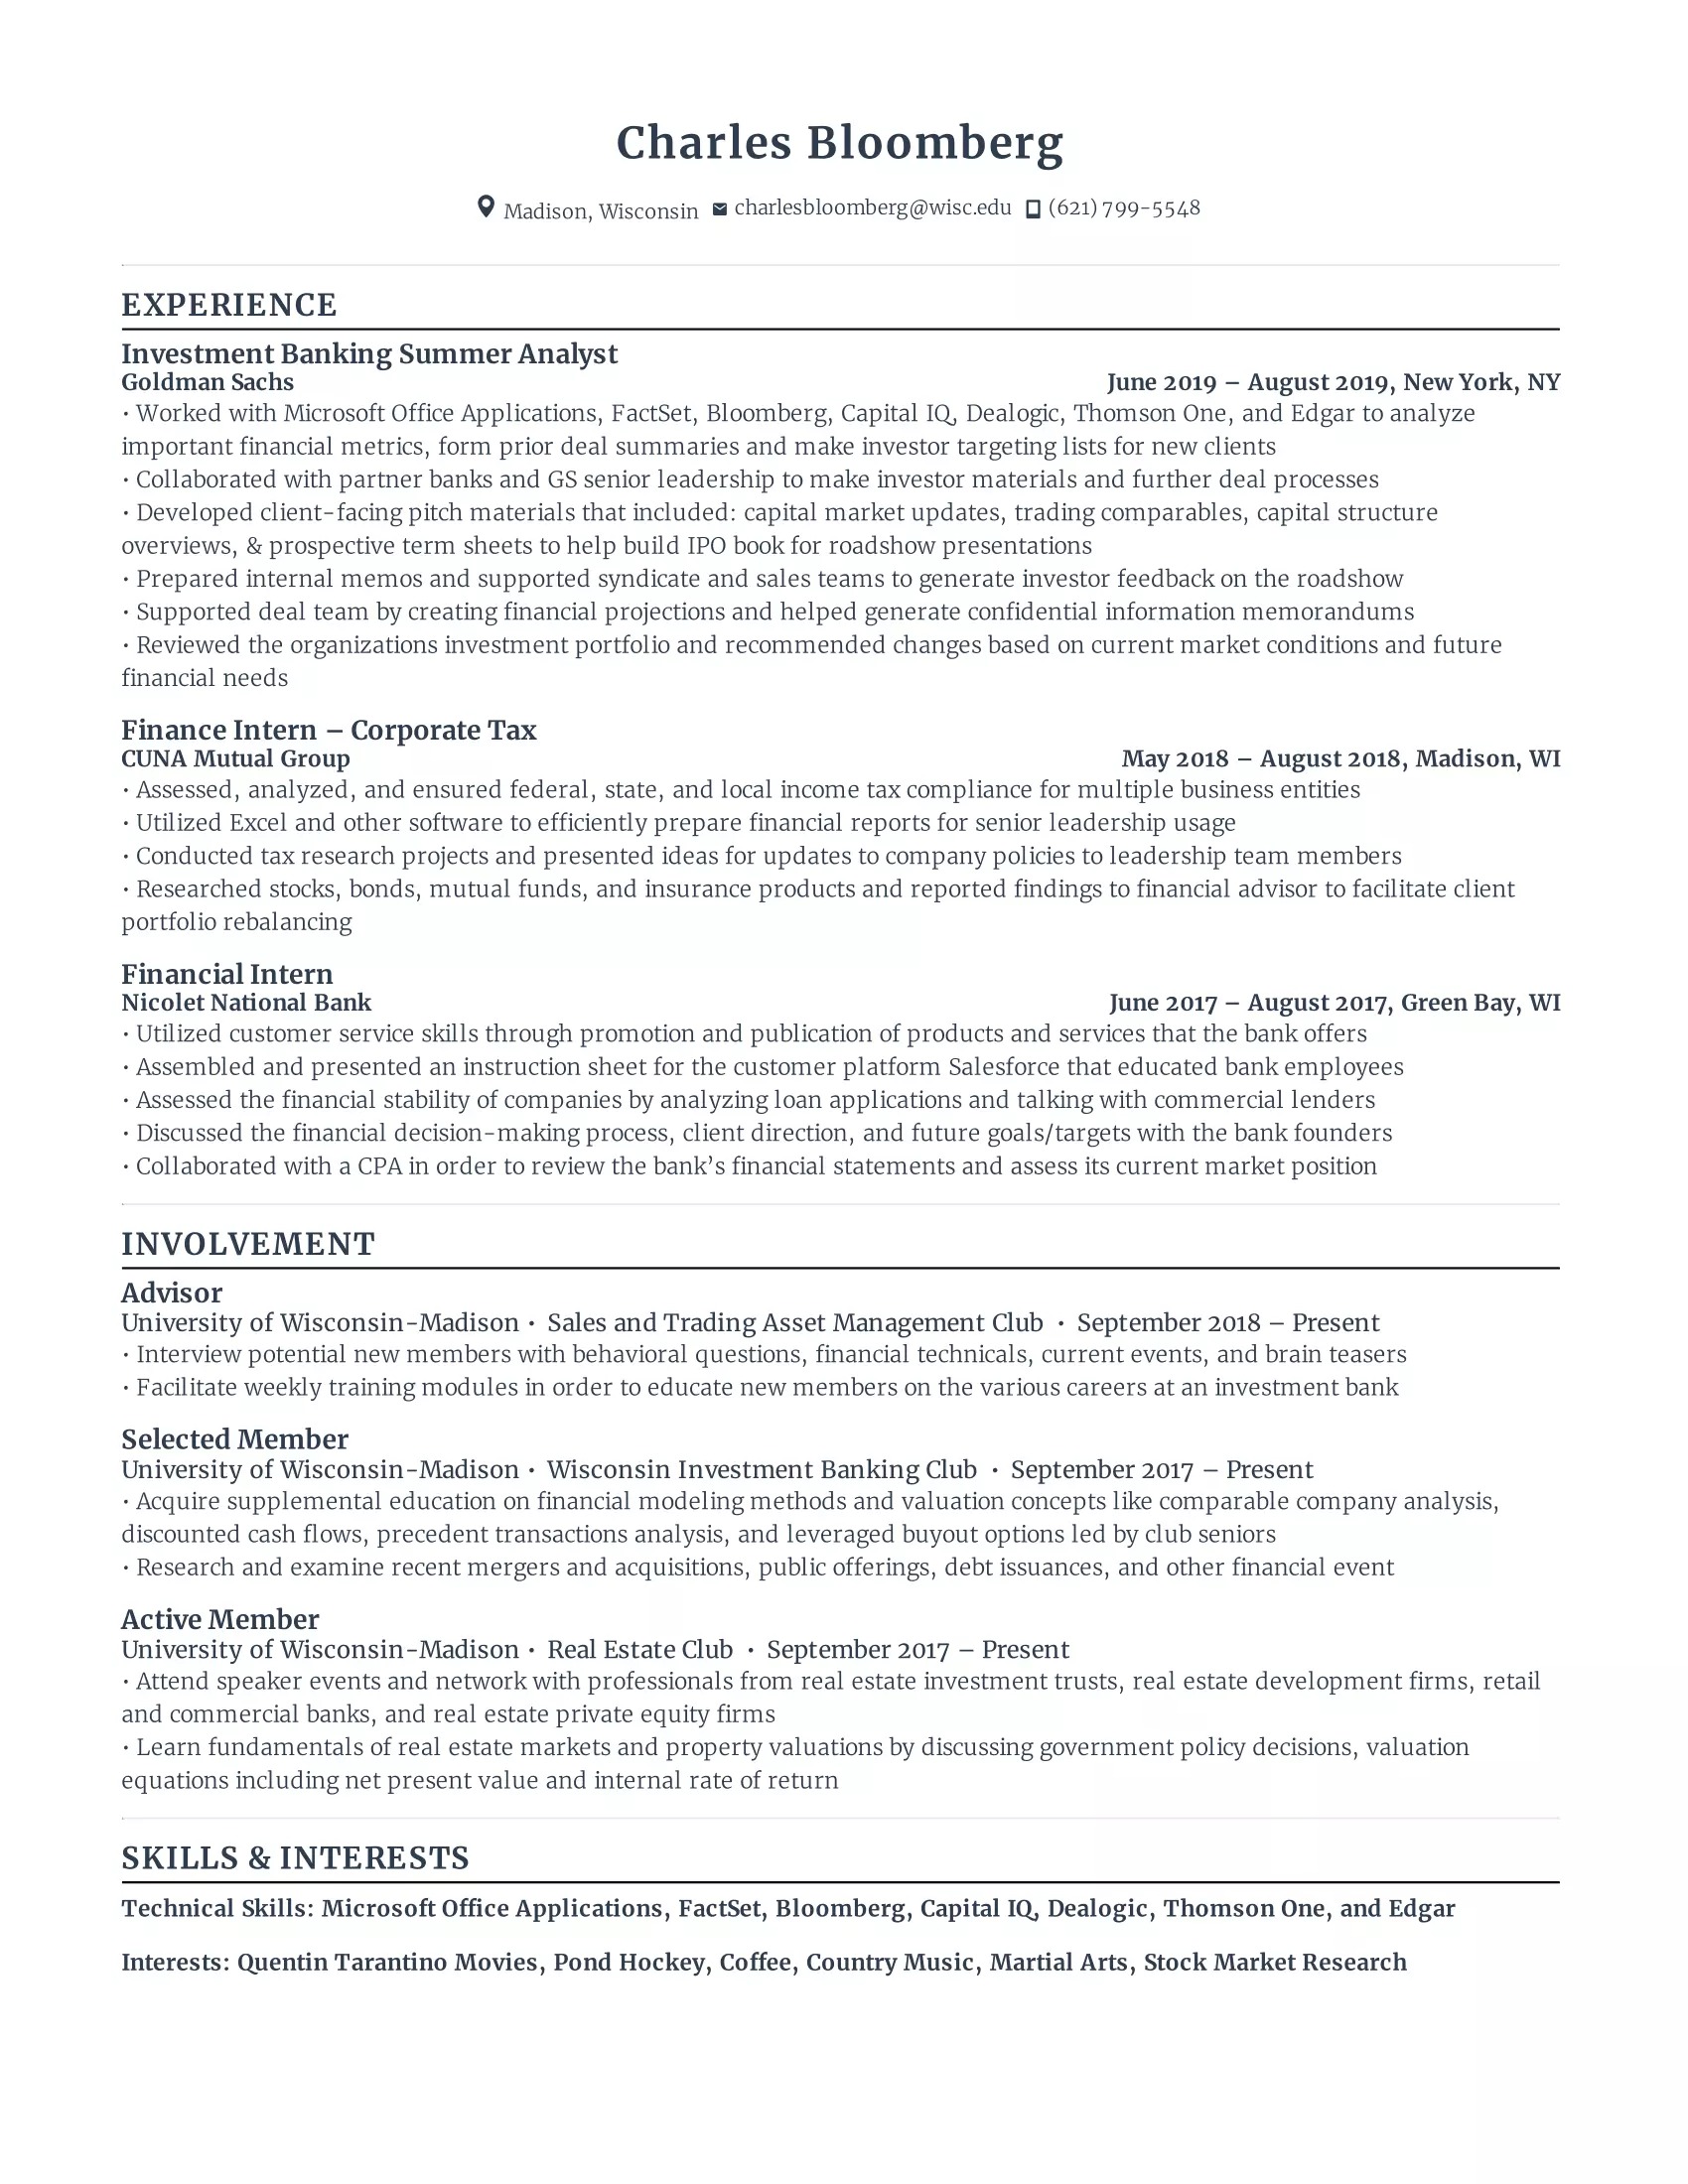 Charles Bloomberg
Madison, Wisconsin charlesbloomberg@wisc.edu (621) 799-5548
EXPERIENCE
Investment Banking Summer Analyst
Goldman Sachs June 2019 – August 2019, New York, NY
• Worked with Microsoft Office Applications, FactSet, Bloomberg, Capital IQ, Dealogic, Thomson One, and Edgar to analyze
important financial metrics, form prior deal summaries and make investor targeting lists for new clients
• Collaborated with partner banks and GS senior leadership to make investor materials and further deal processes
• Developed client-facing pitch materials that included: capital market updates, trading comparables, capital structure
overviews, & prospective term sheets to help build IPO book for roadshow presentations
• Prepared internal memos and supported syndicate and sales teams to generate investor feedback on the roadshow
• Supported deal team by creating financial projections and helped generate confidential information memorandums
• Reviewed the organizations investment portfolio and recommended changes based on current market conditions and future
financial needs
Finance Intern – Corporate Tax
CUNA Mutual Group May 2018 – August 2018, Madison, WI
• Assessed, analyzed, and ensured federal, state, and local income tax compliance for multiple business entities
• Utilized Excel and other software to efficiently prepare financial reports for senior leadership usage
• Conducted tax research projects and presented ideas for updates to company policies to leadership team members
• Researched stocks, bonds, mutual funds, and insurance products and reported findings to financial advisor to facilitate client
portfolio rebalancing
Financial Intern
Nicolet National Bank June 2017 – August 2017, Green Bay, WI
• Utilized customer service skills through promotion and publication of products and services that the bank offers
• Assembled and presented an instruction sheet for the customer platform Salesforce that educated bank employees
• Assessed the financial stability of companies by analyzing loan applications and talking with commercial lenders
• Discussed the financial decision-making process, client direction, and future goals/targets with the bank founders
• Collaborated with a CPA in order to review the bank’s financial statements and assess its current market position
INVOLVEMENT
Advisor
University of Wisconsin-Madison • Sales and Trading Asset Management Club • September 2018 – Present
• Interview potential new members with behavioral questions, financial technicals, current events, and brain teasers
• Facilitate weekly training modules in order to educate new members on the various careers at an investment bank
Selected Member
University of Wisconsin-Madison • Wisconsin Investment Banking Club • September 2017 – Present
• Acquire supplemental education on financial modeling methods and valuation concepts like comparable company analysis,
discounted cash flows, precedent transactions analysis, and leveraged buyout options led by club seniors
• Research and examine recent mergers and acquisitions, public offerings, debt issuances, and other financial event
Active Member
University of Wisconsin-Madison • Real Estate Club • September 2017 – Present
• Attend speaker events and network with professionals from real estate investment trusts, real estate development firms, retail
and commercial banks, and real estate private equity firms
• Learn fundamentals of real estate markets and property valuations by discussing government policy decisions, valuation
equations including net present value and internal rate of return
SKILLS & INTERESTS
Technical Skills: Microsoft Office Applications, FactSet, Bloomberg, Capital IQ, Dealogic, Thomson One, and Edgar
Interests: Quentin Tarantino Movies, Pond Hockey, Coffee, Country Music, Martial Arts, Stock Market Research